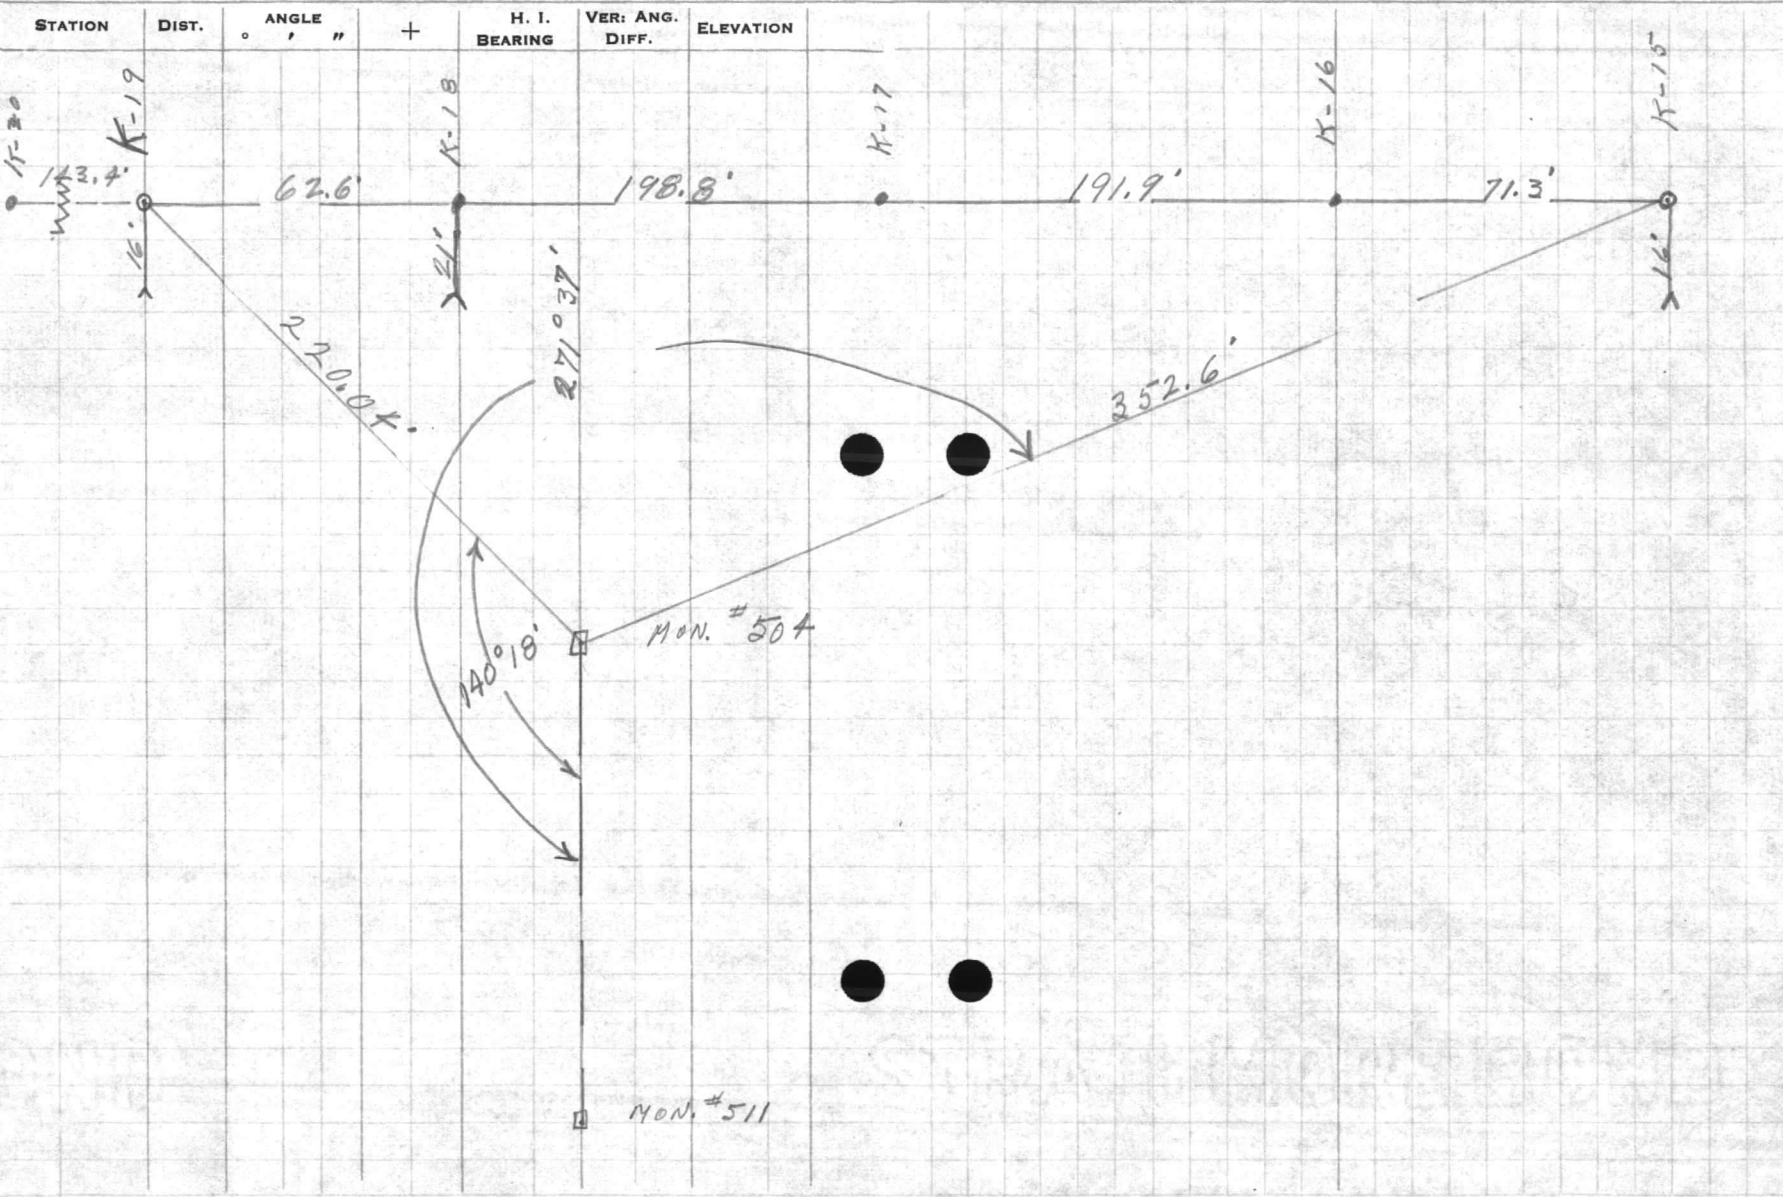 STATION DIST. ANGLE ° ' " + H. I. BEARING VER: ANG. DIFF. ELEVATION
K-20
K-19
K-18
K-17
K-16
K-15
143.4'
62.6'
198.8'
191.9'
71.3'
16'
21'
16'
271°37'
220.04'
352.6'
140°18'
MON. #504
MON. #511